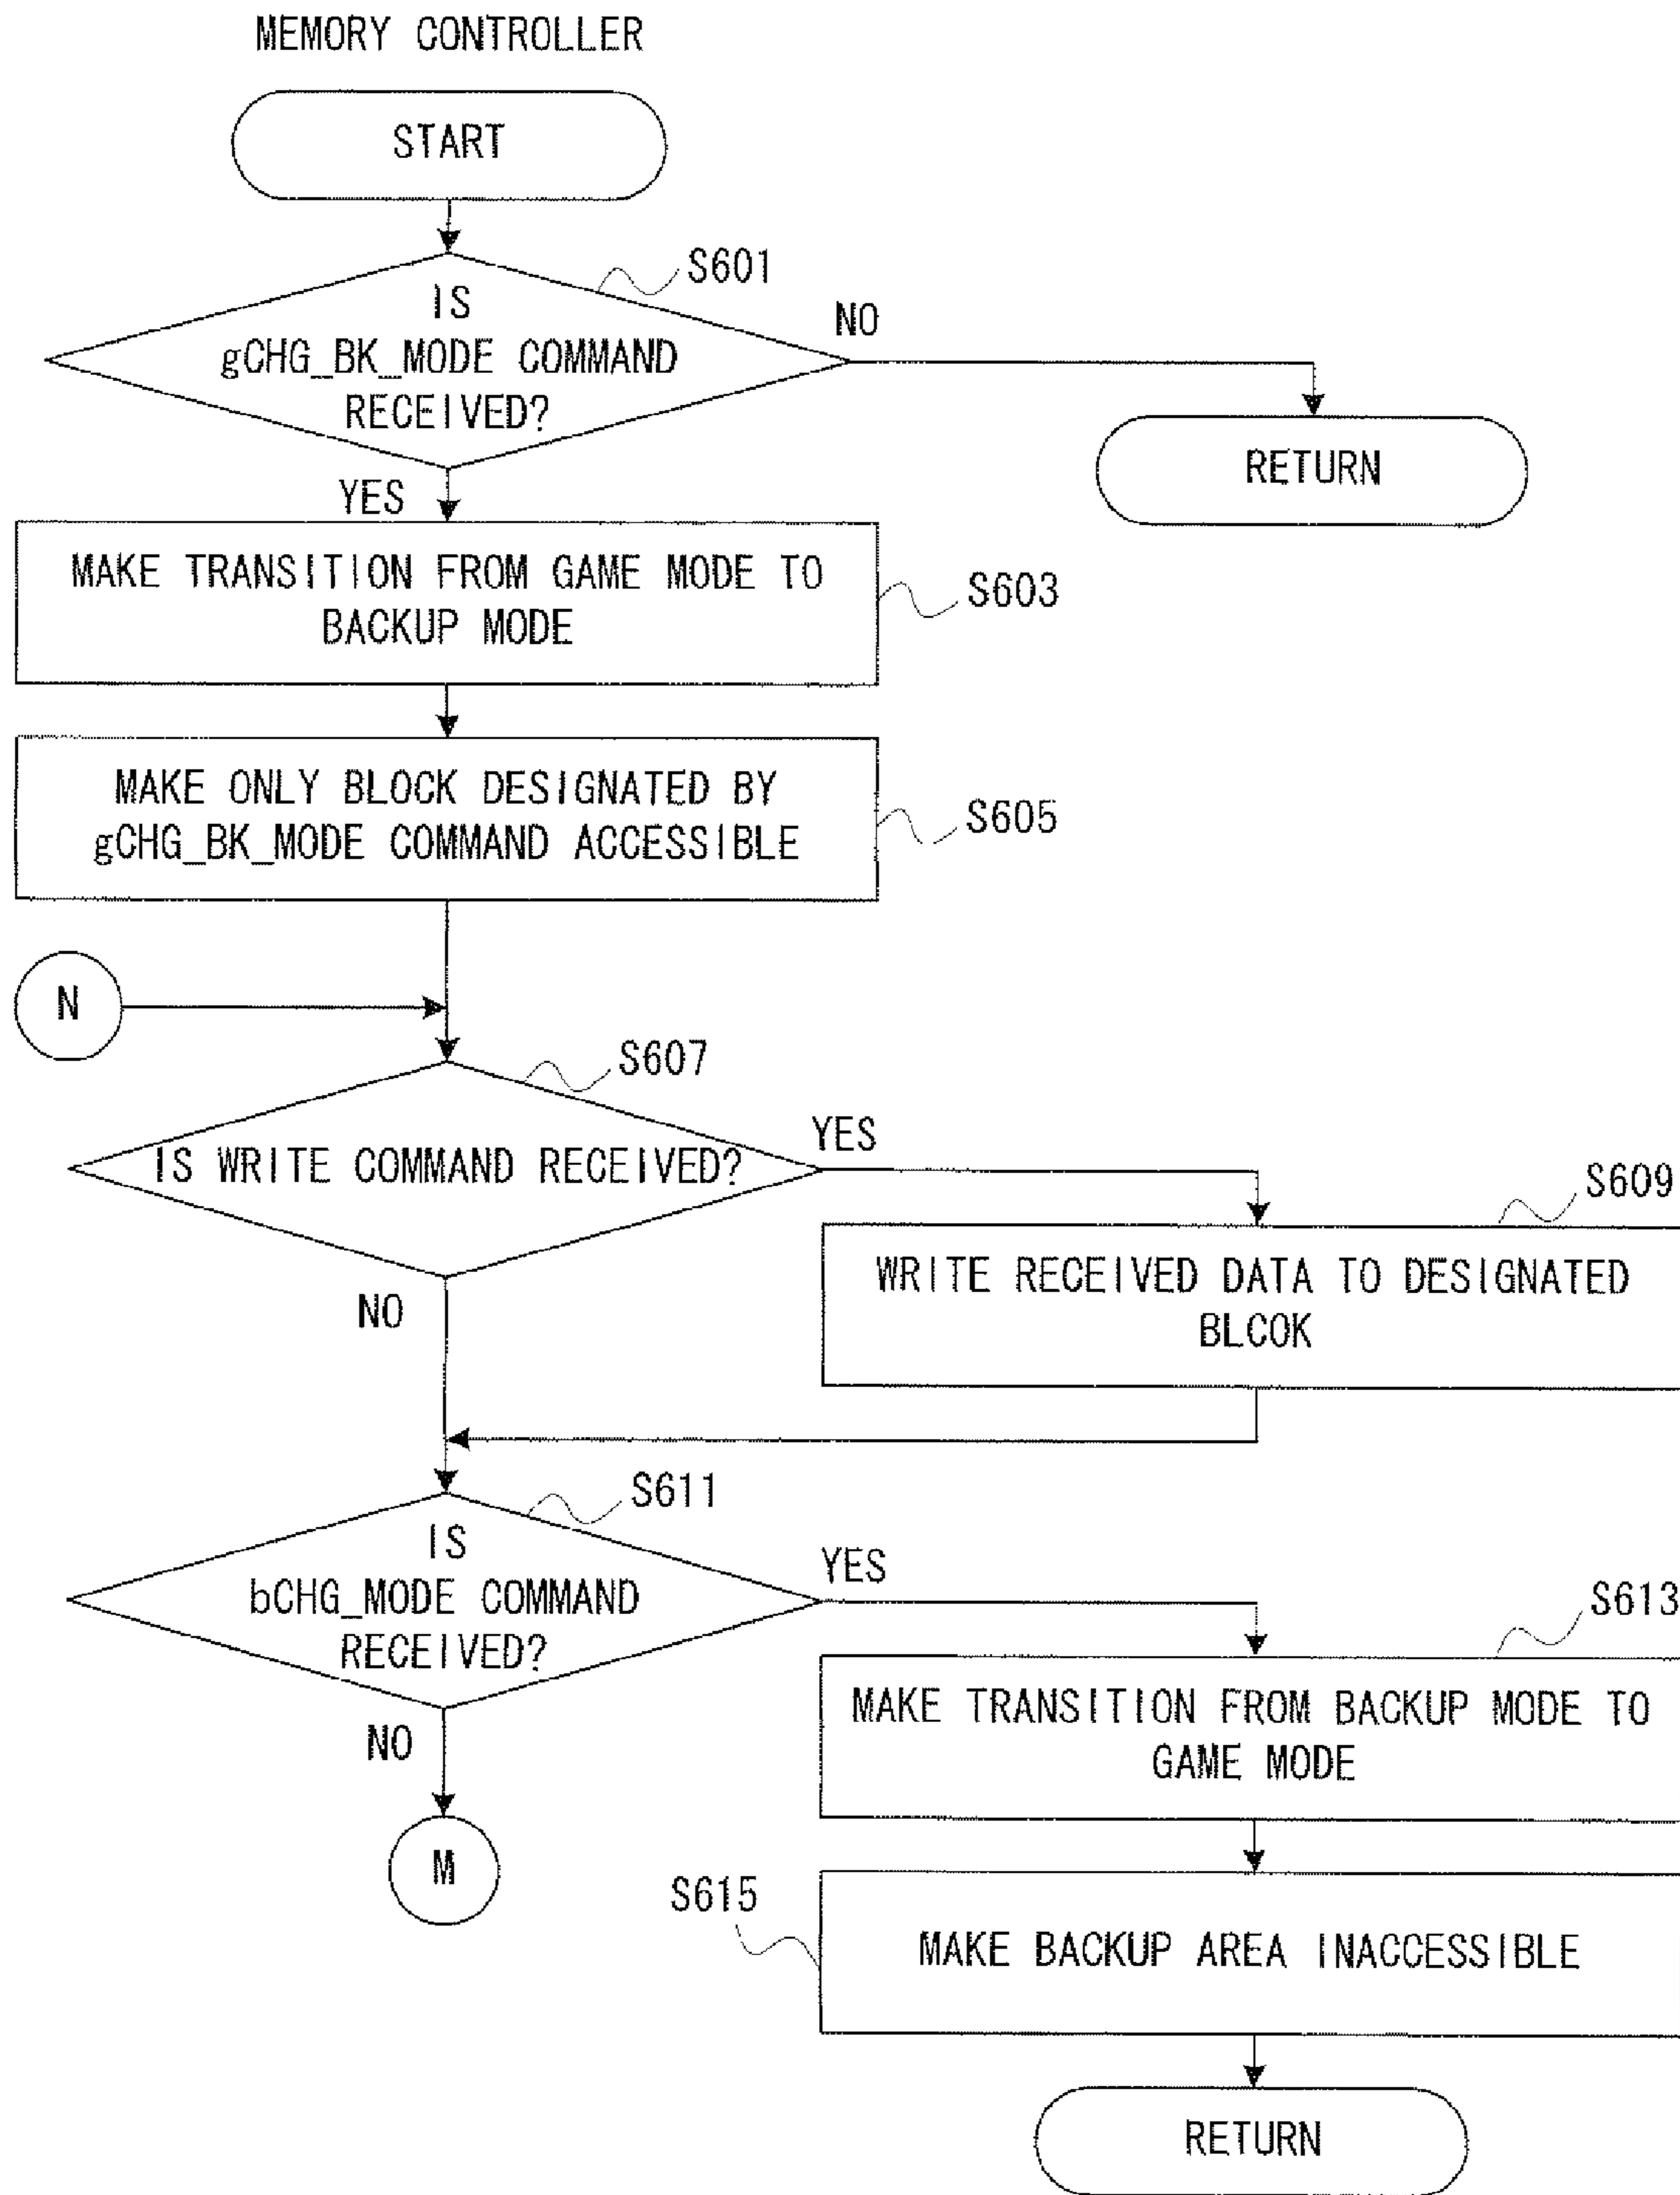 MEMORY CONTROLLER
START
S601
IS
gCHG_BK_MODE COMMAND
RECEIVED?
NO
RETURN
YES
MAKE TRANSITION FROM GAME MODE TO
BACKUP MODE
S603
MAKE ONLY BLOCK DESIGNATED BY
gCHG_BK_MODE COMMAND ACCESSIBLE
S605
N
S607
IS WRITE COMMAND RECEIVED?
YES
S609
WRITE RECEIVED DATA TO DESIGNATED
BLCOK
NO
S611
IS
bCHG_MODE COMMAND
RECEIVED?
YES
S613
MAKE TRANSITION FROM BACKUP MODE TO
GAME MODE
NO
M
S615
MAKE BACKUP AREA INACCESSIBLE
RETURN